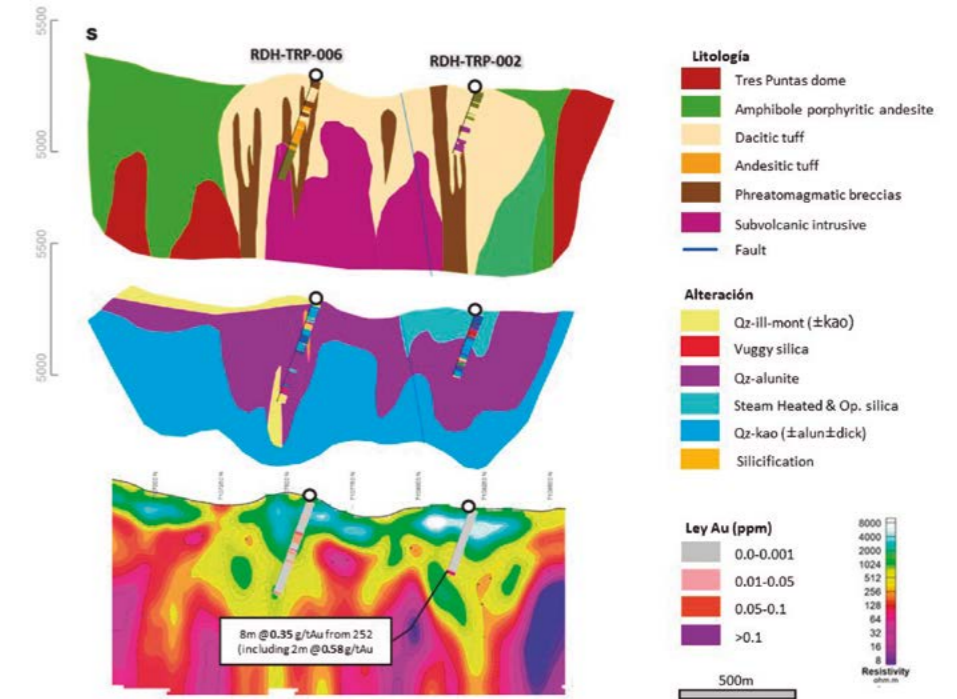 5500
S
RDH-TRP-006
RDH-TRP-002
5000
5500
5000
Litología
Tres Puntas dome
Amphibole porphyritic andesite
Dacitic tuff
Andesitic tuff
Phreatomagmatic breccias
Subvolcanic intrusive
Fault
Alteración
Qz-ill-mont (±kao)
Vuggy silica
Qz-alunite
Steam Heated & Op. silica
Qz-kao (±alun±dick)
Silicification
Ley Au (ppm)
0.0-0.001
0.01-0.05
0.05-0.1
>0.1
8000
4000
2000
1024
512
256
128
64
32
16
8
Resistivity
ohm.m
8m @0.35 g/tAu from 252
(including 2m @0.58g/tAu
500m